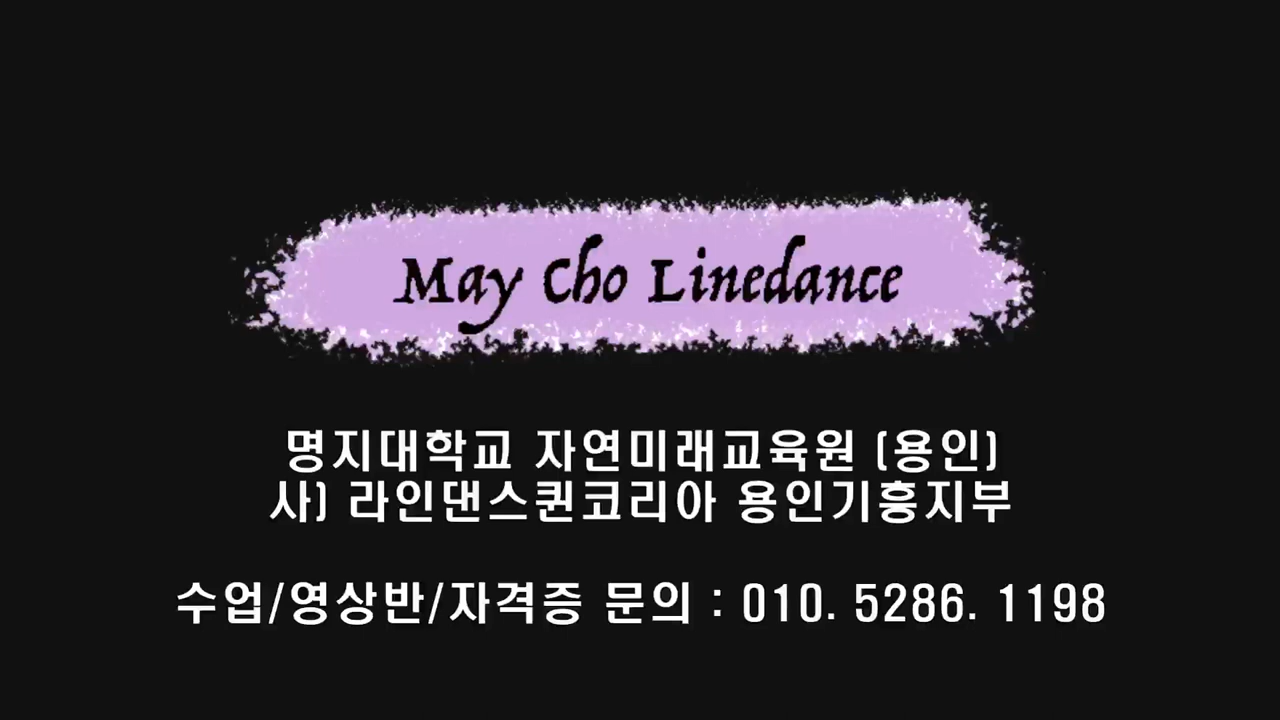 May Cho Linedance
명지대학교 자연미래교육원 (용인)
사) 라인댄스퀸코리아 용인기흥지부
수업/영상반/자격증 문의 : 010. 5286. 1198